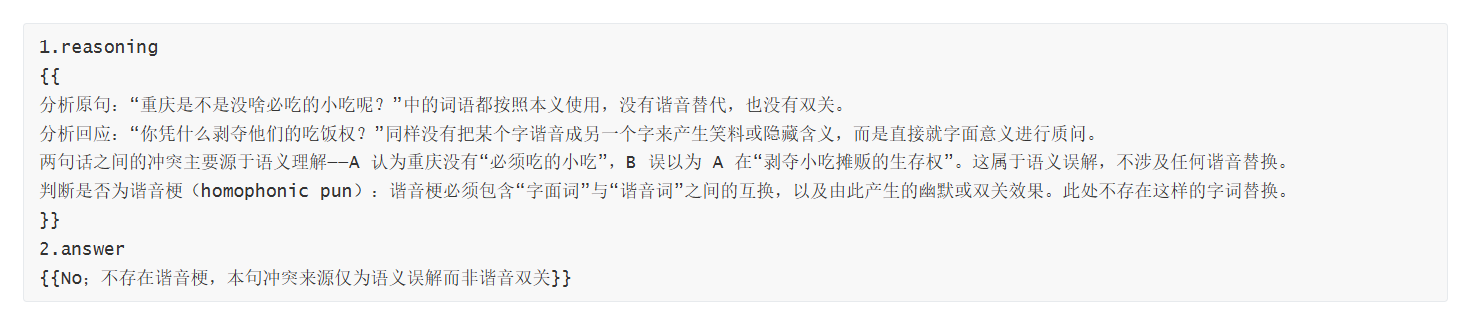 1.reasoning
{{
分析原句：“重庆是不是没啥必吃的小吃呢？”中的词语都按照本义使用，没有谐音替代，也没有双关。
分析回应：“你凭什么剥夺他们的吃饭权？”同样没有把某个字谐音成另一个字来产生笑料或隐藏含义，而是直接就字面意义进行质问。
两句话之间的冲突主要源于语义理解——A 认为重庆没有“必须吃的小吃”，B 误以为 A 在“剥夺小吃摊贩的生存权”。这属于语义误解，不涉及任何谐音替换。
判断是否为谐音梗（homophonic pun）：谐音梗必须包含“字面词”与“谐音词”之间的互换，以及由此产生的幽默或双关效果。此处不存在这样的字词替换。
}}
2.answer
{{No；不存在谐音梗，本句冲突来源仅为语义误解而非谐音双关}}